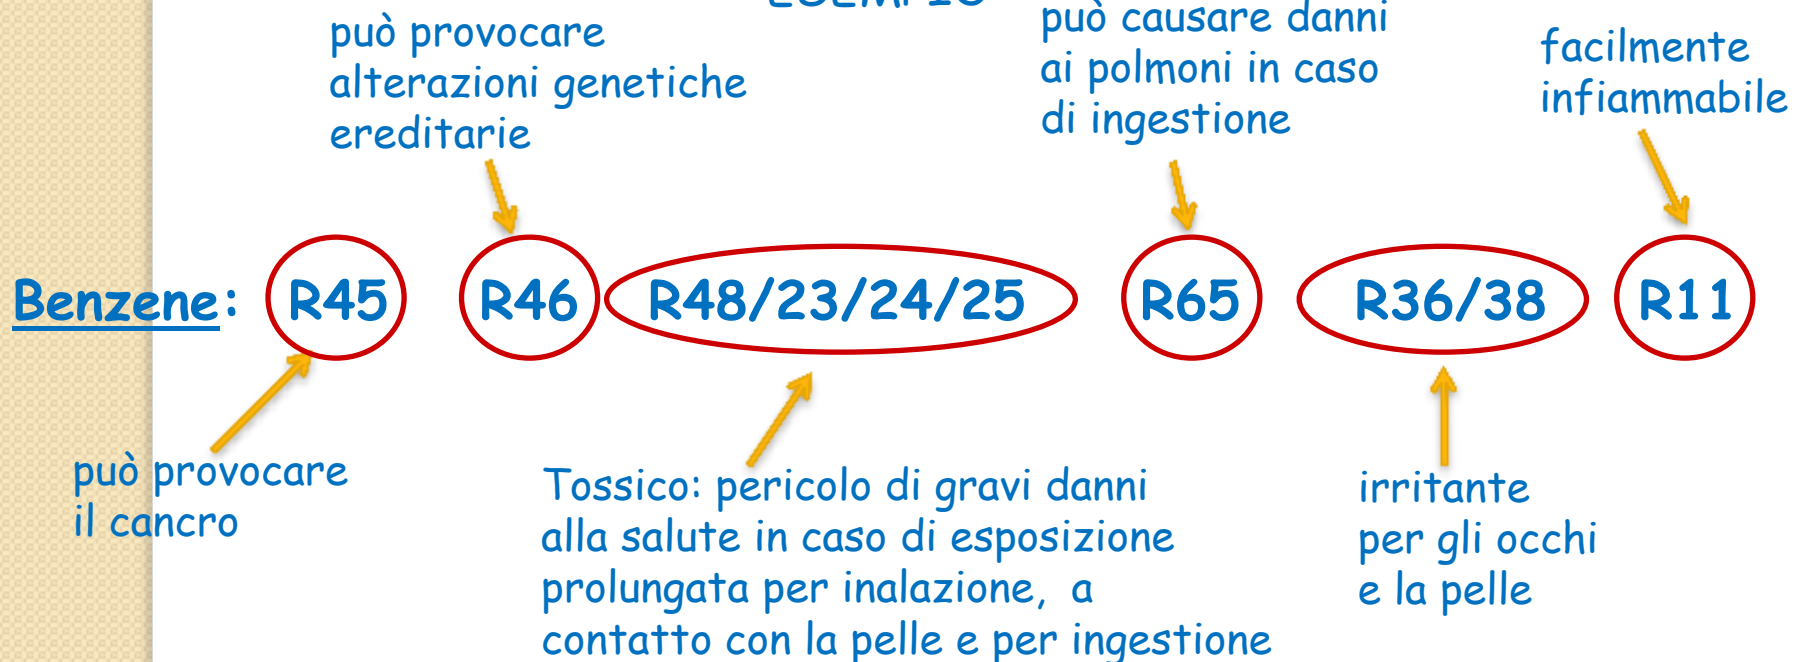 ESEMPIO
può provocare
alterazioni genetiche
ereditarie
può causare danni
ai polmoni in caso
di ingestione
facilmente
infiammabile
Benzene: R45 R46 R48/23/24/25 R65 R36/38 R11
può provocare
il cancro
Tossico: pericolo di gravi danni
alla salute in caso di esposizione
prolungata per inalazione, a
contatto con la pelle e per ingestione
irritante
per gli occhi
e la pelle